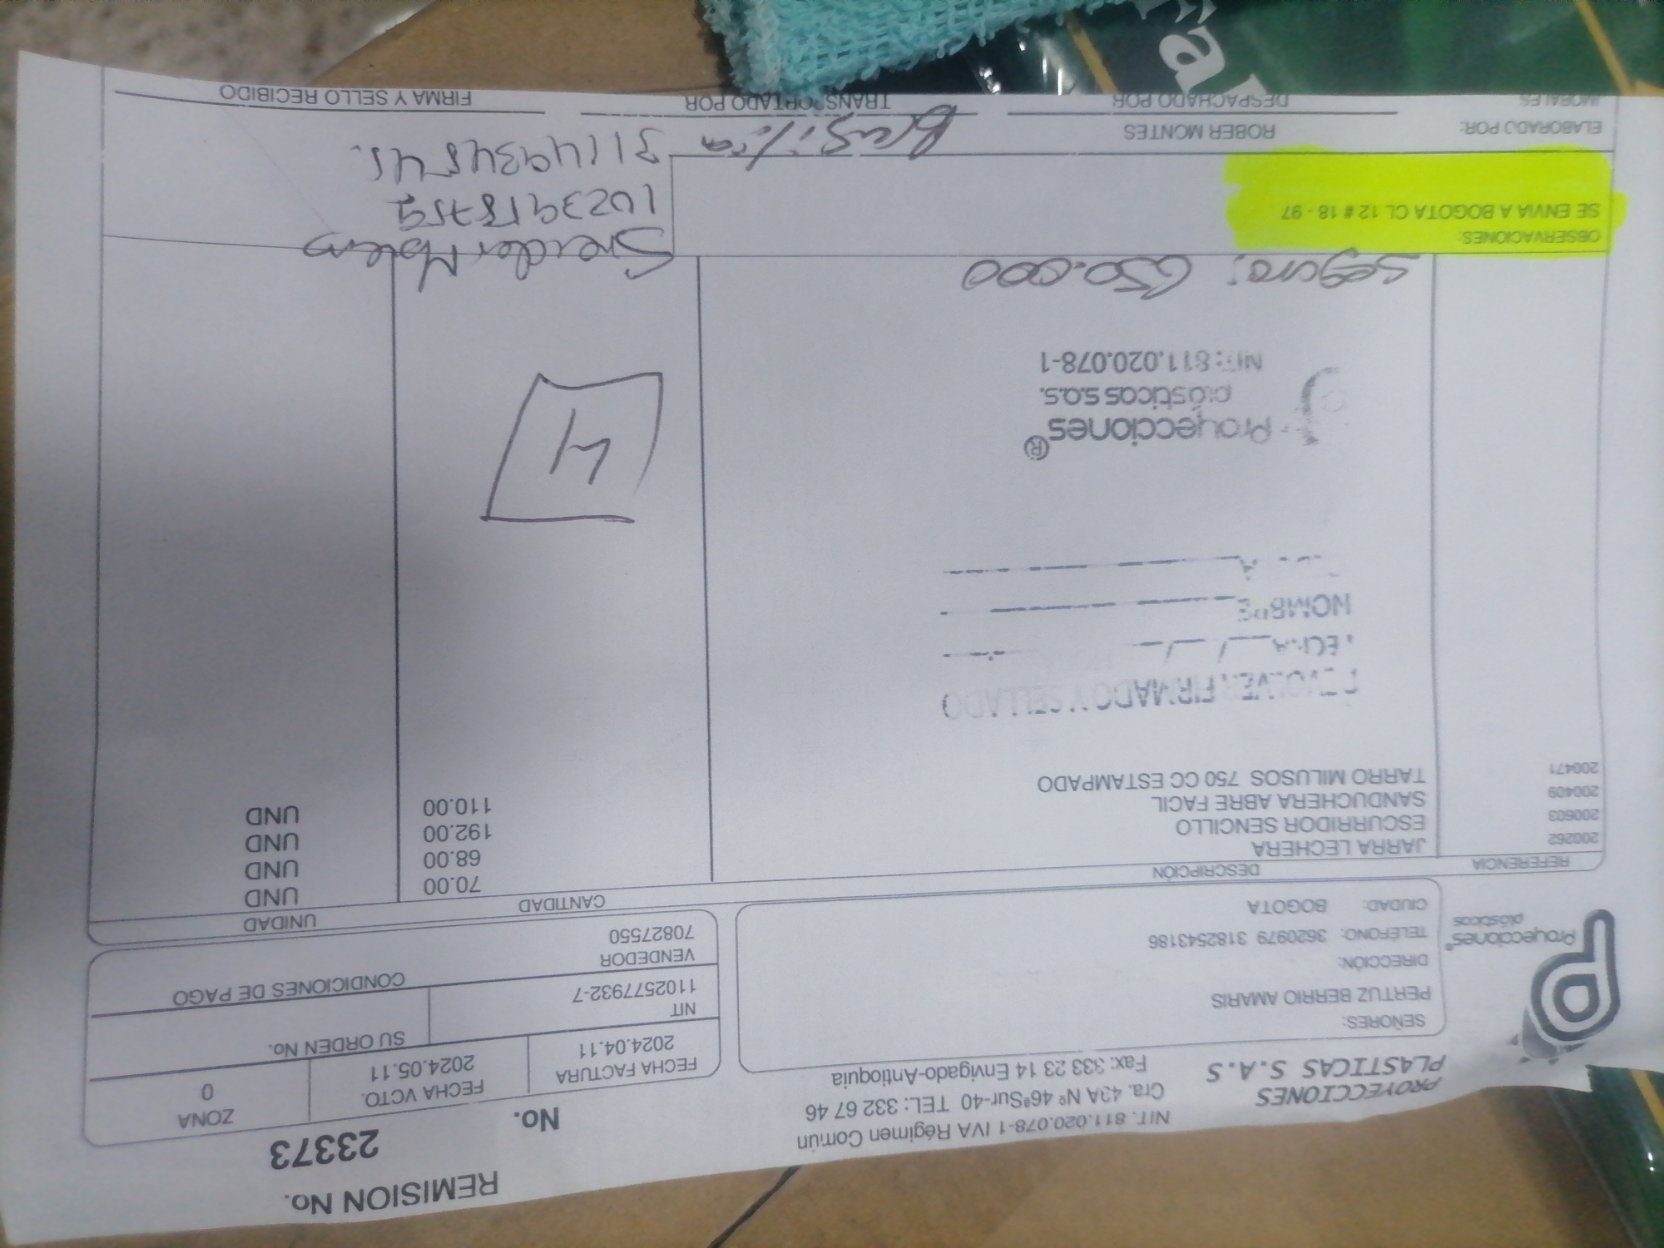 PROYECCIONES
PLASTICAS S.A.S
NIT. 811.020.078-1 IVA Régimen Común
Cra. 43A Nº 46ªSur-40 TEL: 332 67 46
Fax: 333 23 14 Envigado-Antioquia
REMISION No.
No. 23373
Proyecciones®
plásticas
SEÑORES:
PERTUZ BERRIO AMARIS
DIRECCIÓN:
TELEFONO: 3620979 3182543186
CIUDAD: BOGOTA
FECHA FACTURA
2024.04.11
FECHA VCTO.
2024.05.11
ZONA
0
NIT
1102577932-7
SU ORDEN No.
VENDEDOR
70827550
CONDICIONES DE PAGO
REFERENCIA DESCRIPCIÓN CANTIDAD UNIDAD
200262 JARRA LECHERA 70.00 UND
200603 ESCURRIDOR SENCILLO 68.00 UND
200409 SANDUCHERA ABRE FACIL 192.00 UND
200471 TARRO MILUSOS 750 CC ESTAMPADO 110.00 UND
DEVOLVER FIRMADO Y SELLADO
FECHA
NOMBRE
4
Proyecciones®
plásticas s.a.s.
NIT: 811.020.078-1
Seguro: 650.000
OBSERVACIONES:
SE ENVIA A BOGOTA CL 12 # 18 - 97
1023918759
3114934545.
ELABORADO POR:
IMORALES
ROBER MONTES
DESPACHADO POR
Brasilia
TRANSPORTADO POR
FIRMA Y SELLO RECIBIDO